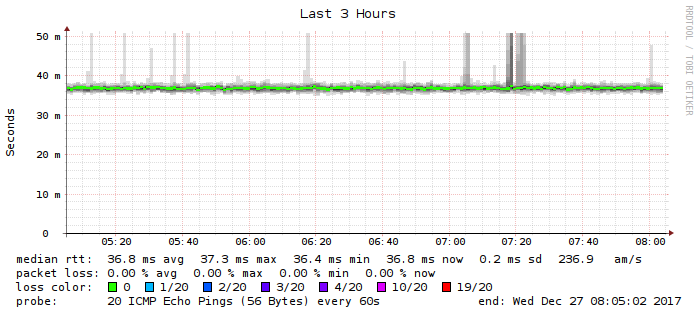 Last 3 Hours
RRDTOOL / TOBI OETIKER
Seconds
50 m
40 m
30 m
20 m
10 m
0
05:20 05:40 06:00 06:20 06:40 07:00 07:20 07:40 08:00
median rtt: 36.8 ms avg 37.3 ms max 36.4 ms min 36.8 ms now 0.2 ms sd 236.9 am/s
packet loss: 0.00 % avg 0.00 % max 0.00 % min 0.00 % now
loss color: 0 1/20 2/20 3/20 4/20 10/20 19/20
probe: 20 ICMP Echo Pings (56 Bytes) every 60s end: Wed Dec 27 08:05:02 2017